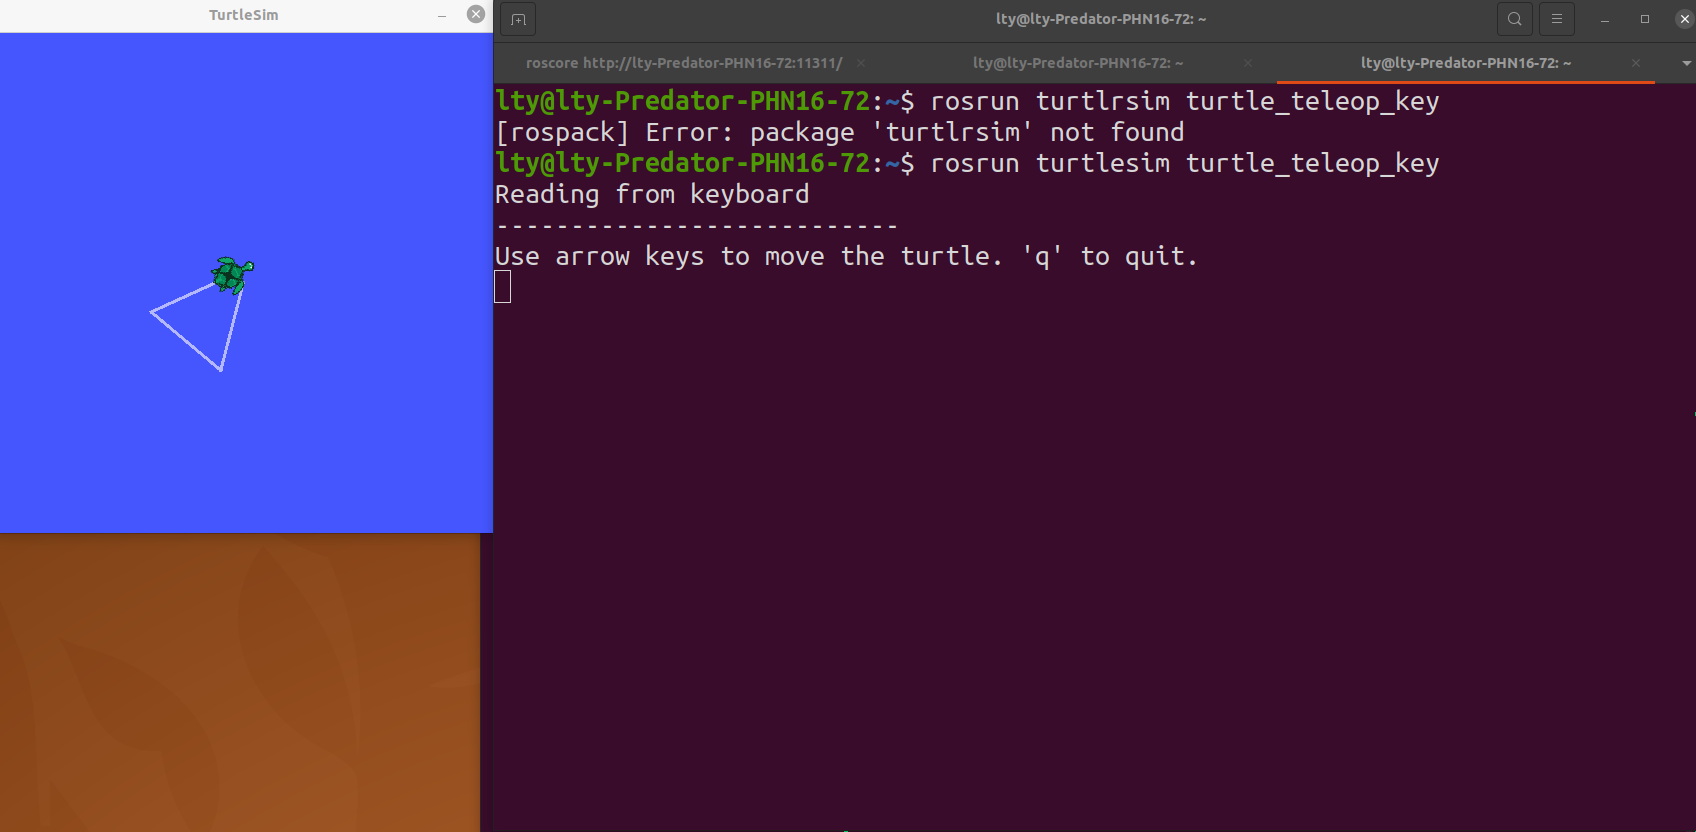 TurtleSim
lty@lty-Predator-PHN16-72: ~
roscore http://lty-Predator-PHN16-72:11311/
lty@lty-Predator-PHN16-72: ~
lty@lty-Predator-PHN16-72: ~
lty@lty-Predator-PHN16-72:~$ rosrun turtlrsim turtle_teleop_key
[rospack] Error: package 'turtlrsim' not found
lty@lty-Predator-PHN16-72:~$ rosrun turtlesim turtle_teleop_key
Reading from keyboard
---------------------------
Use arrow keys to move the turtle. 'q' to quit.